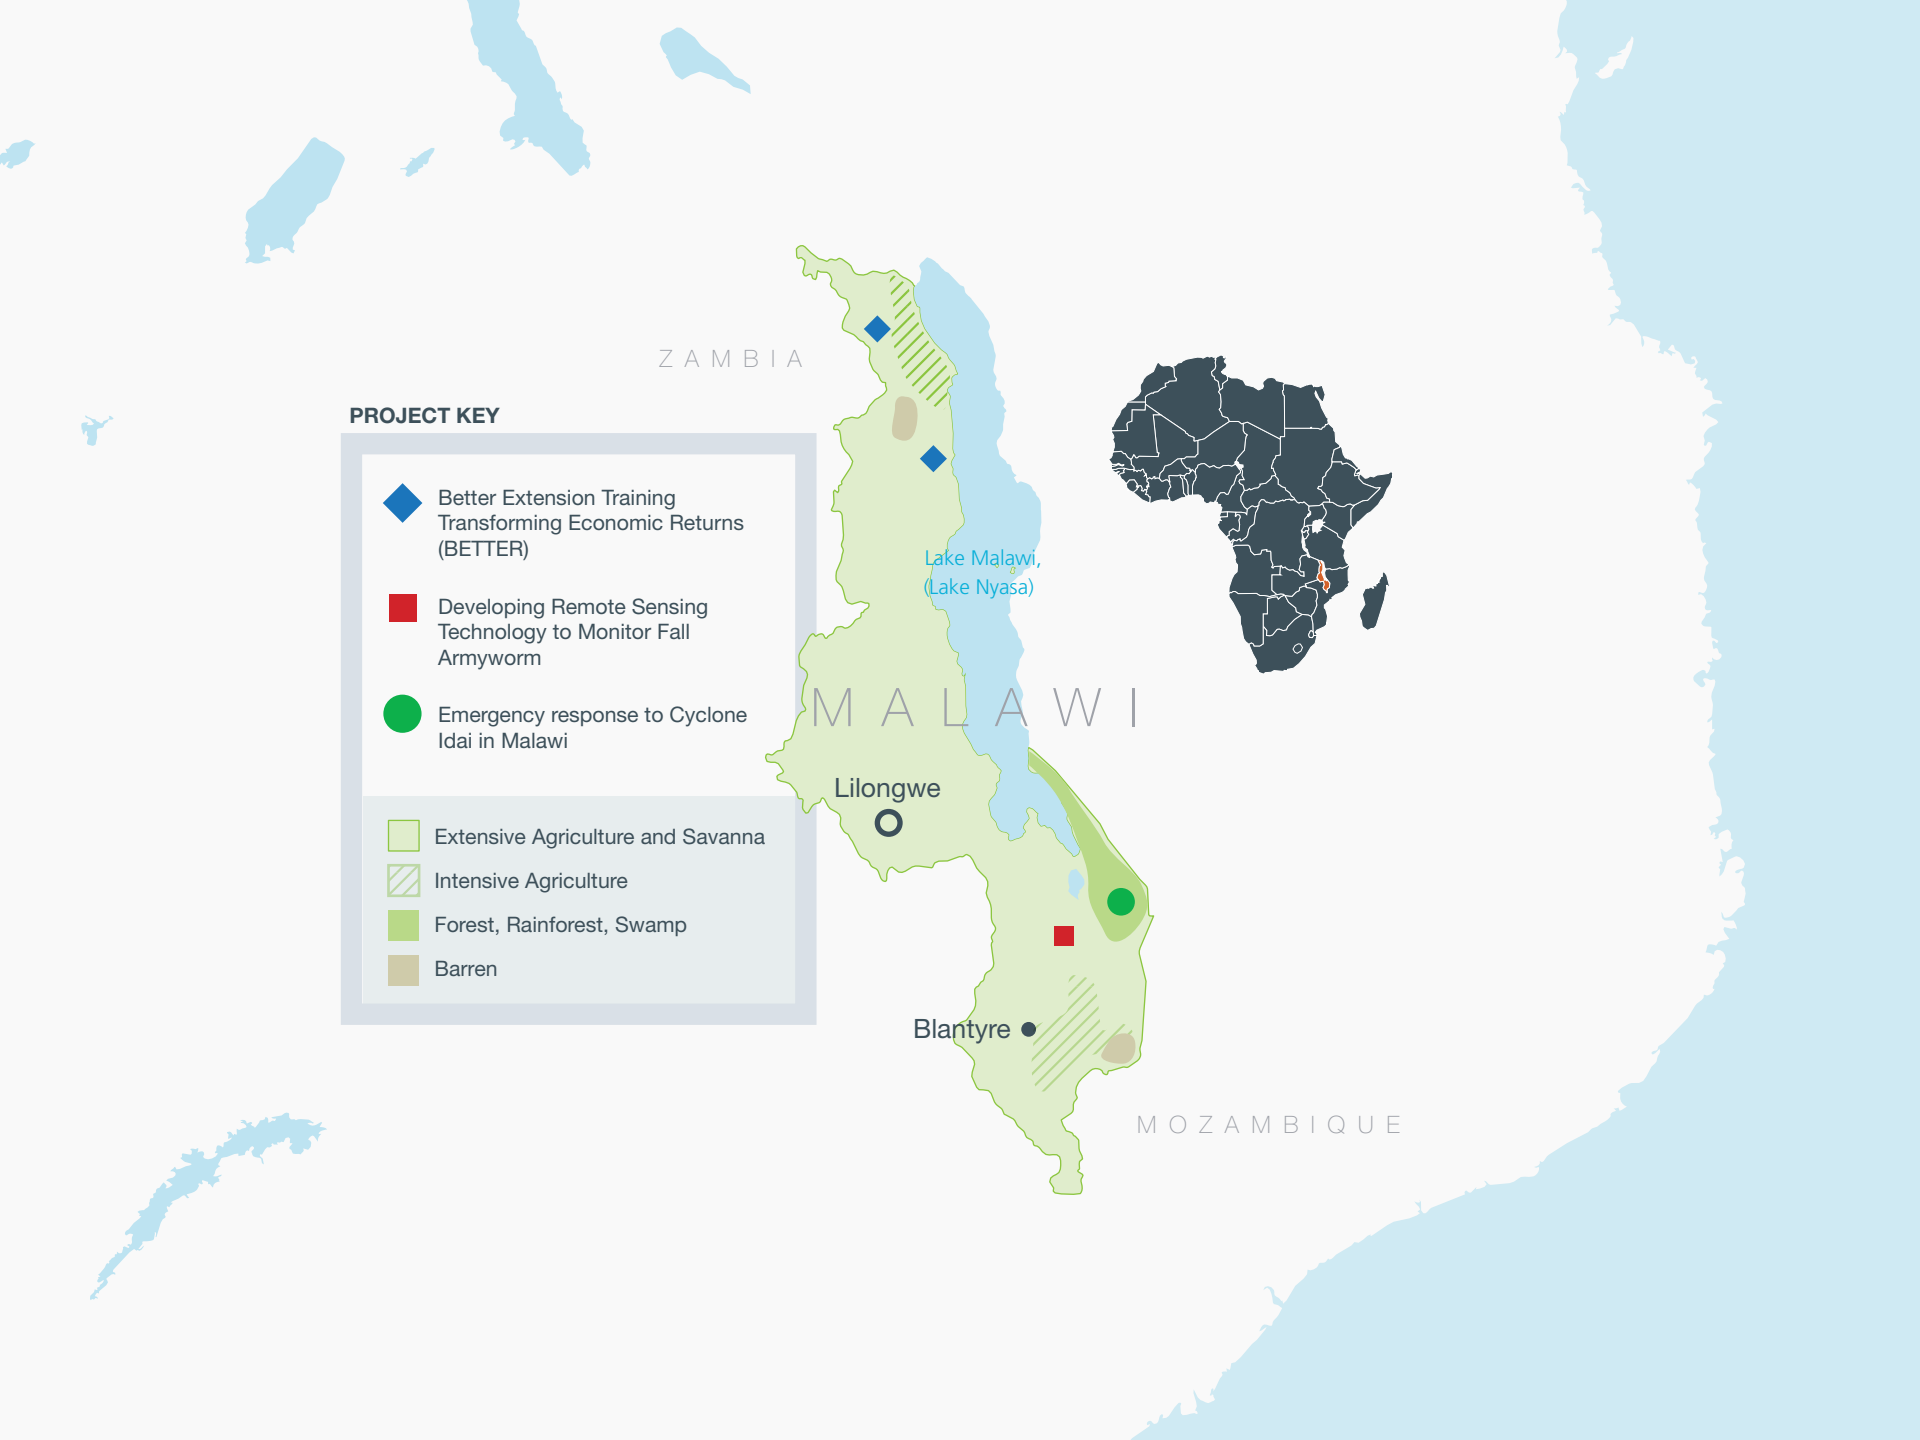 ZAMBIA
PROJECT KEY
Better Extension Training
Transforming Economic Returns
(BETTER)
Developing Remote Sensing
Technology to Monitor Fall
Armyworm
Emergency response to Cyclone
Idai in Malawi
Extensive Agriculture and Savanna
Intensive Agriculture
Forest, Rainforest, Swamp
Barren
Lake Malawi,
(Lake Nyasa)
MALAWI
Lilongwe
Blantyre
MOZAMBIQUE